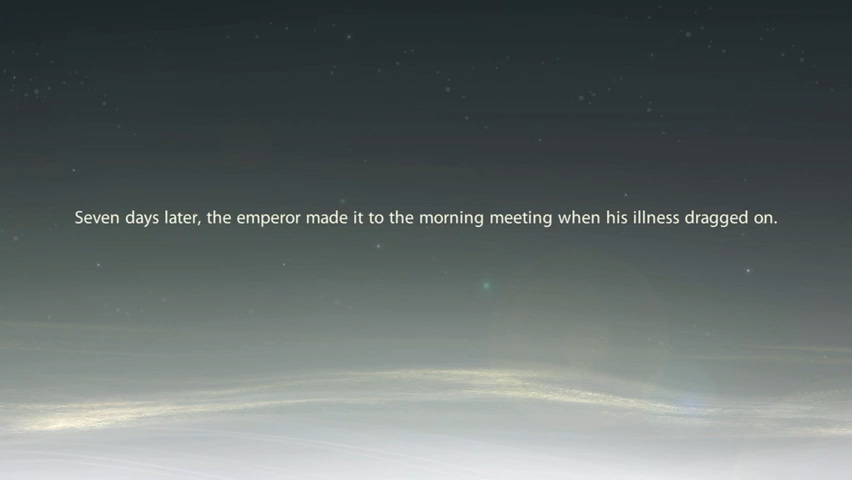 Seven days later, the emperor made it to the morning meeting when his illness dragged on.